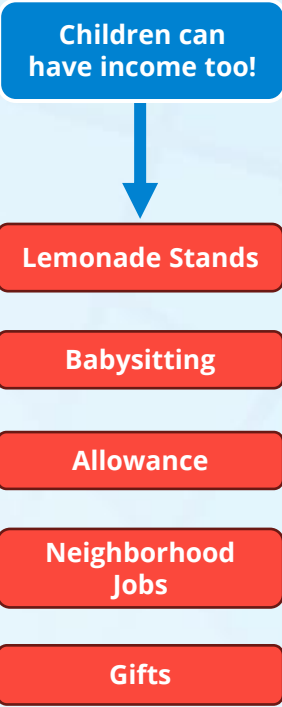 Children can
have income too!
Lemonade Stands
Babysitting
Allowance
Neighborhood
Jobs
Gifts